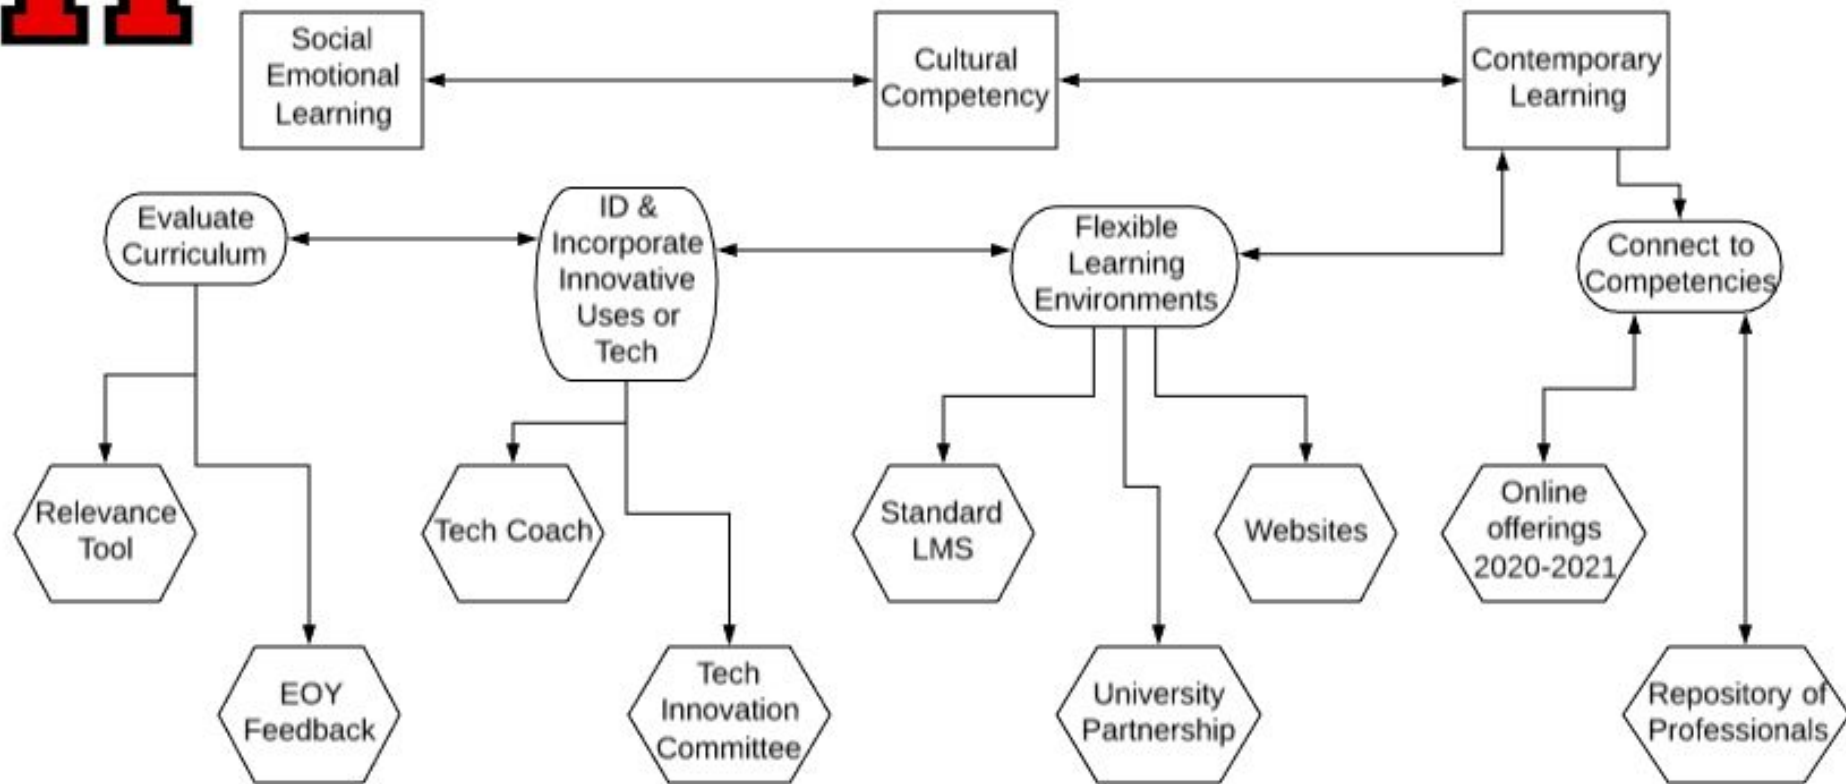 Social
Emotional
Learning
Cultural
Competency
Contemporary
Learning
Evaluate
Curriculum
ID &
Incorporate
Innovative
Uses or
Tech
Flexible
Learning
Environments
Connect to
Competencies
Relevance
Tool
Tech Coach
Standard
LMS
Websites
Online
offerings
2020-2021
EOY
Feedback
Tech
Innovation
Committee
University
Partnership
Repository of
Professionals